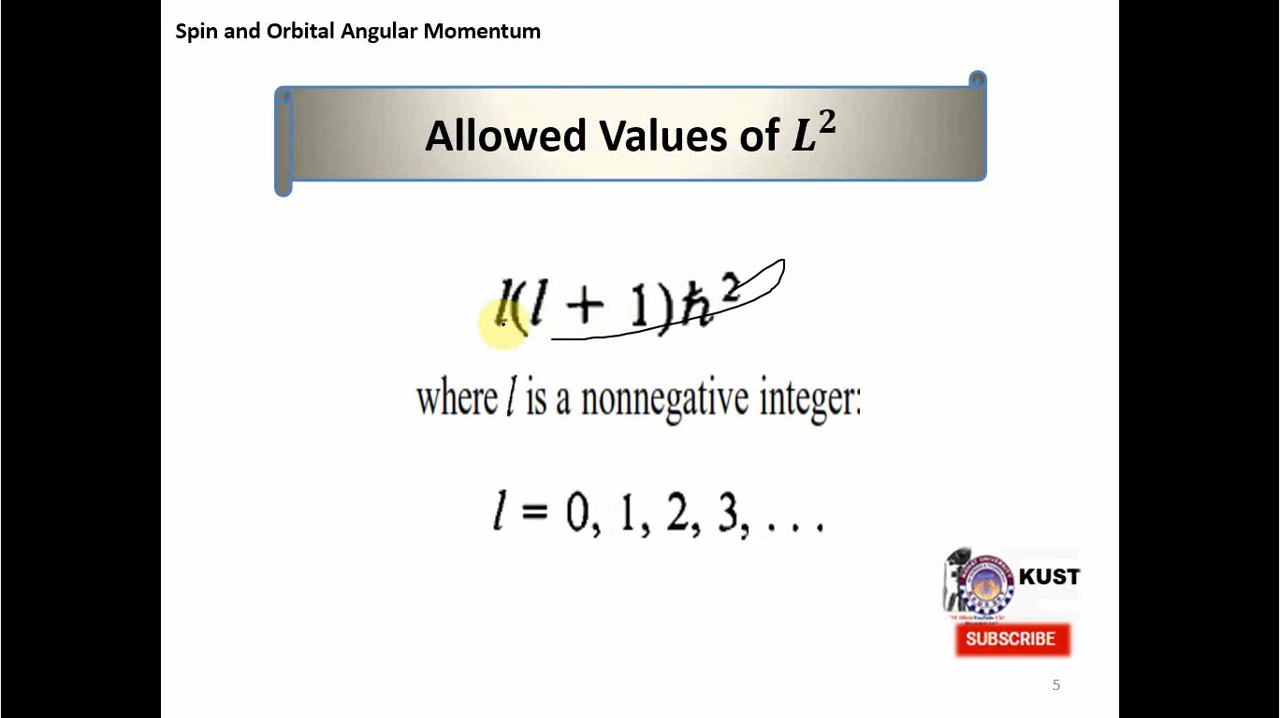 Spin and Orbital Angular Momentum
Allowed Values of L²
l(l + 1)ℏ²
where l is a nonnegative integer:
l = 0, 1, 2, 3, . . .
KUST
SUBSCRIBE
5